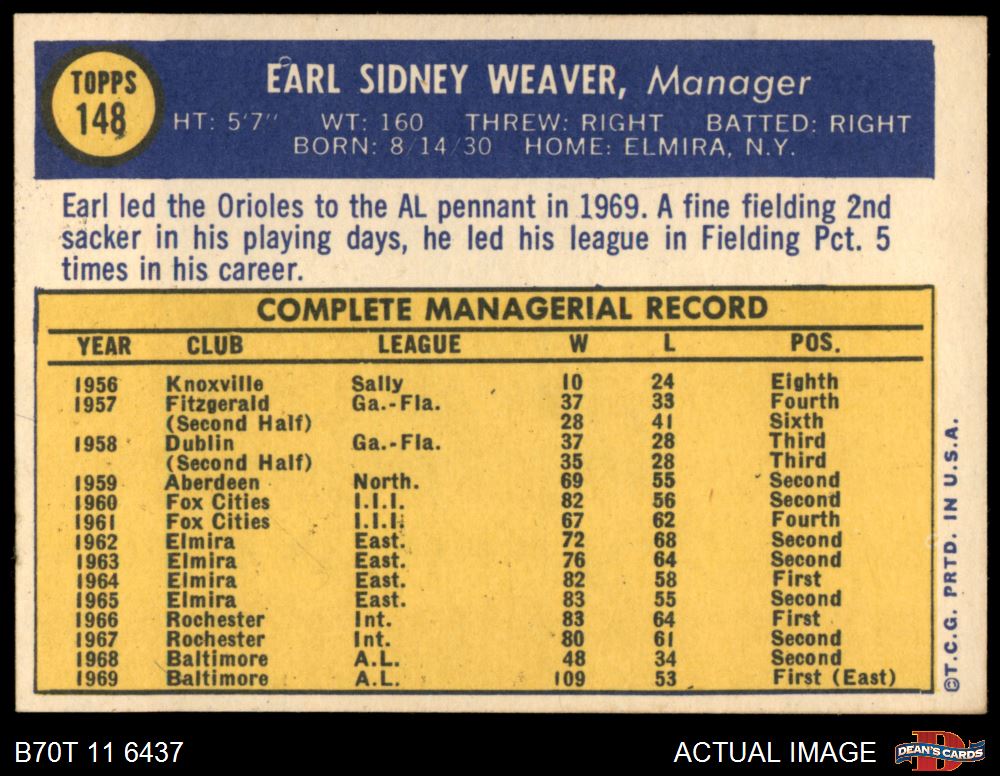 TOPPS
148
EARL SIDNEY WEAVER, Manager
HT: 5'7" WT: 160 THREW: RIGHT BATTED: RIGHT
BORN: 8/14/30 HOME: ELMIRA, N.Y.
Earl led the Orioles to the AL pennant in 1969. A fine fielding 2nd
sacker in his playing days, he led his league in Fielding Pct. 5
times in his career.
COMPLETE MANAGERIAL RECORD
YEAR CLUB LEAGUE W L POS.
1956 Knoxville Sally 10 24 Eighth
1957 Fitzgerald Ga.-Fla. 37 33 Fourth
(Second Half) 28 41 Sixth
1958 Dublin Ga.-Fla. 37 28 Third
(Second Half) 35 28 Third
1959 Aberdeen North. 69 55 Second
1960 Fox Cities I.I.I. 82 56 Second
1961 Fox Cities I.I.I. 67 62 Fourth
1962 Elmira East. 72 68 Second
1963 Elmira East. 76 64 Second
1964 Elmira East. 82 58 First
1965 Elmira East. 83 55 Second
1966 Rochester Int. 83 64 First
1967 Rochester Int. 80 61 Second
1968 Baltimore A.L. 48 34 Second
1969 Baltimore A.L. 109 53 First (East)
©T.C.G. PRTD. IN U.S.A.
B70T 11 6437
ACTUAL IMAGE
DEAN'S CARDS